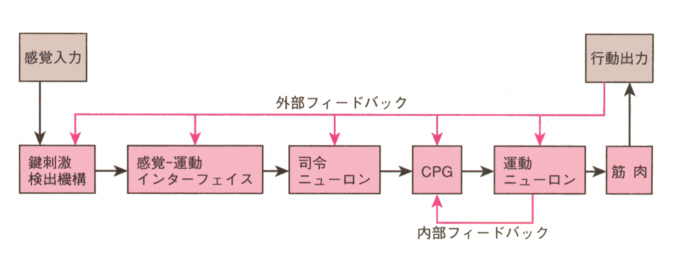 感覚入力
行動出力
外部フィードバック
鍵刺激
検出機構
感覚-運動
インターフェイス
司令
ニューロン
CPG
運動
ニューロン
筋肉
内部フィードバック